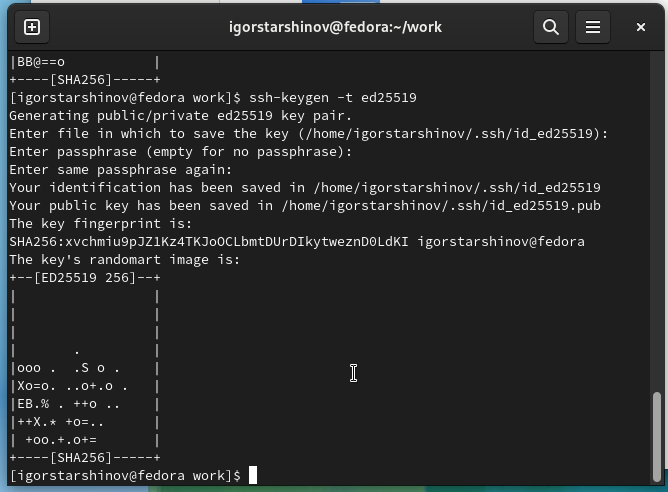 igorstarshinov@fedora:~/work
|BB@==o           |
+----[SHA256]-----+
[igorstarshinov@fedora work]$ ssh-keygen -t ed25519
Generating public/private ed25519 key pair.
Enter file in which to save the key (/home/igorstarshinov/.ssh/id_ed25519):
Enter passphrase (empty for no passphrase):
Enter same passphrase again:
Your identification has been saved in /home/igorstarshinov/.ssh/id_ed25519
Your public key has been saved in /home/igorstarshinov/.ssh/id_ed25519.pub
The key fingerprint is:
SHA256:xvchmiu9pJZ1Kz4TKJoOCLbmtDUrDIkytweznD0LdKI igorstarshinov@fedora
The key's randomart image is:
+--[ED25519 256]--+
|                 |
|                 |
|                 |
|       .         |
|ooo .  .S o .    |
|Xo=o. ..o+.o .   |
|EB.% . ++o ..    |
|++X.* +o=..      |
| +oo.+.o+=       |
+----[SHA256]-----+
[igorstarshinov@fedora work]$